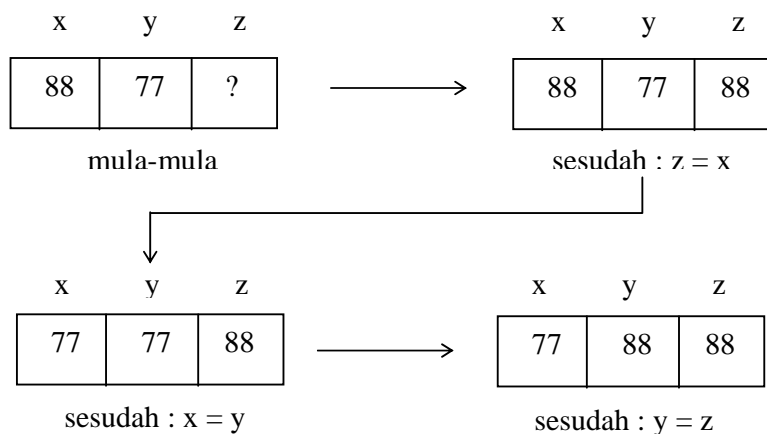 x y z x y z
88 77 ? 88 77 88
mula-mula sesudah : z = x
x y z x y z
77 77 88 77 88 88
sesudah : x = y sesudah : y = z